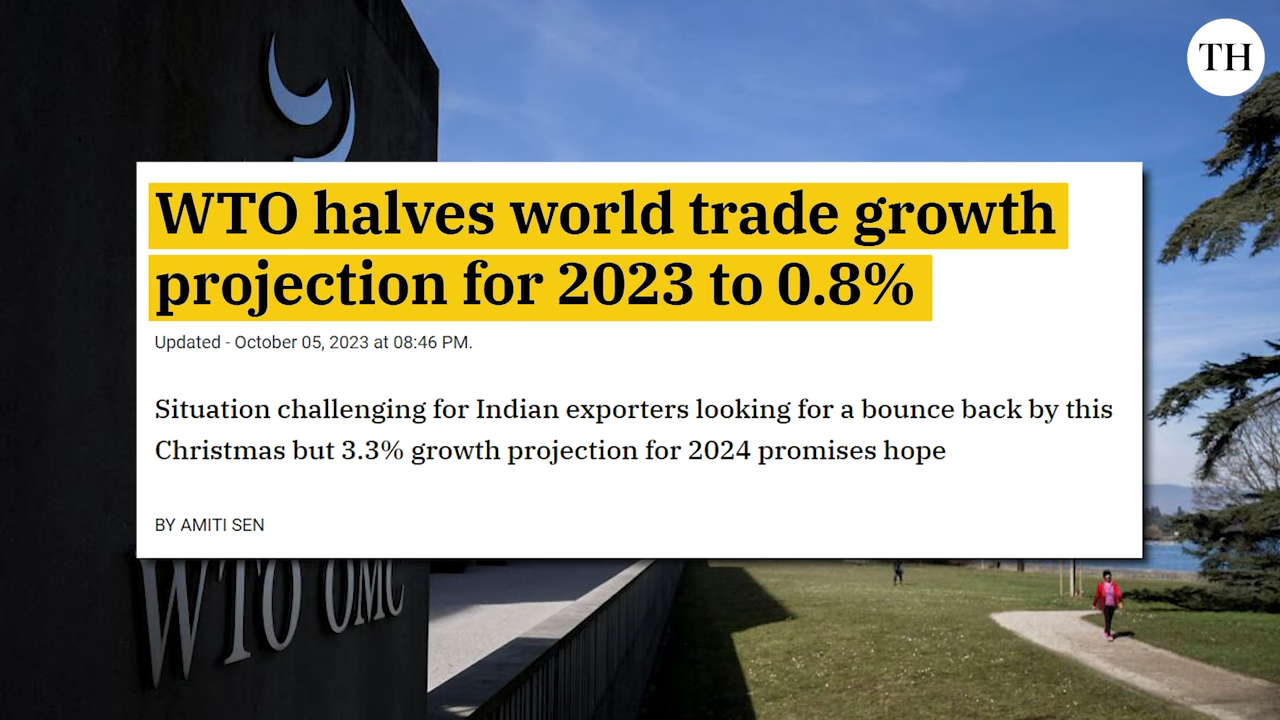 TH
WTO halves world trade growth
projection for 2023 to 0.8%
Updated - October 05, 2023 at 08:46 PM.
Situation challenging for Indian exporters looking for a bounce back by this
Christmas but 3.3% growth projection for 2024 promises hope
BY AMITI SEN
WTO OMC